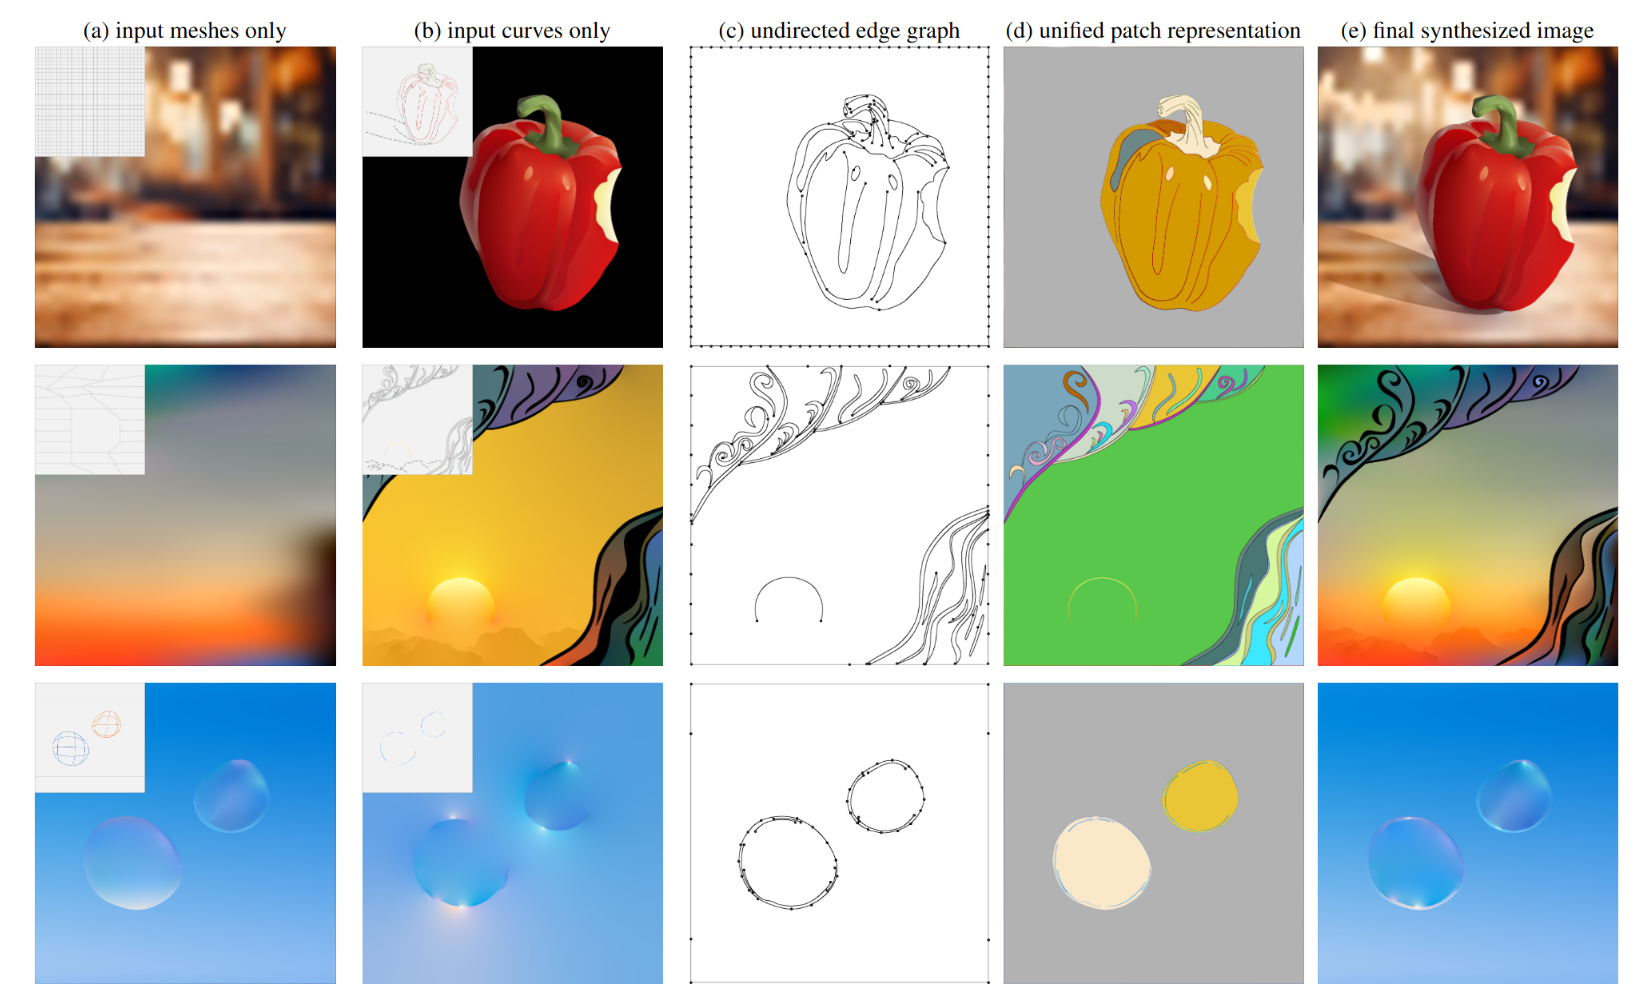 (a) input meshes only
(b) input curves only
(c) undirected edge graph
(d) unified patch representation
(e) final synthesized image